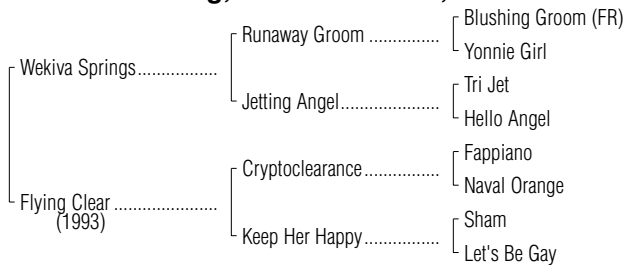 Blushing Groom (FR)
Runaway Groom ...............
Yonnie Girl
Wekiva Springs.................
Tri Jet
Jetting Angel.....................
Hello Angel
Fappiano
Cryptoclearance................
Naval Orange
Flying Clear ......................
(1993)
Sham
Keep Her Happy................
Let's Be Gay